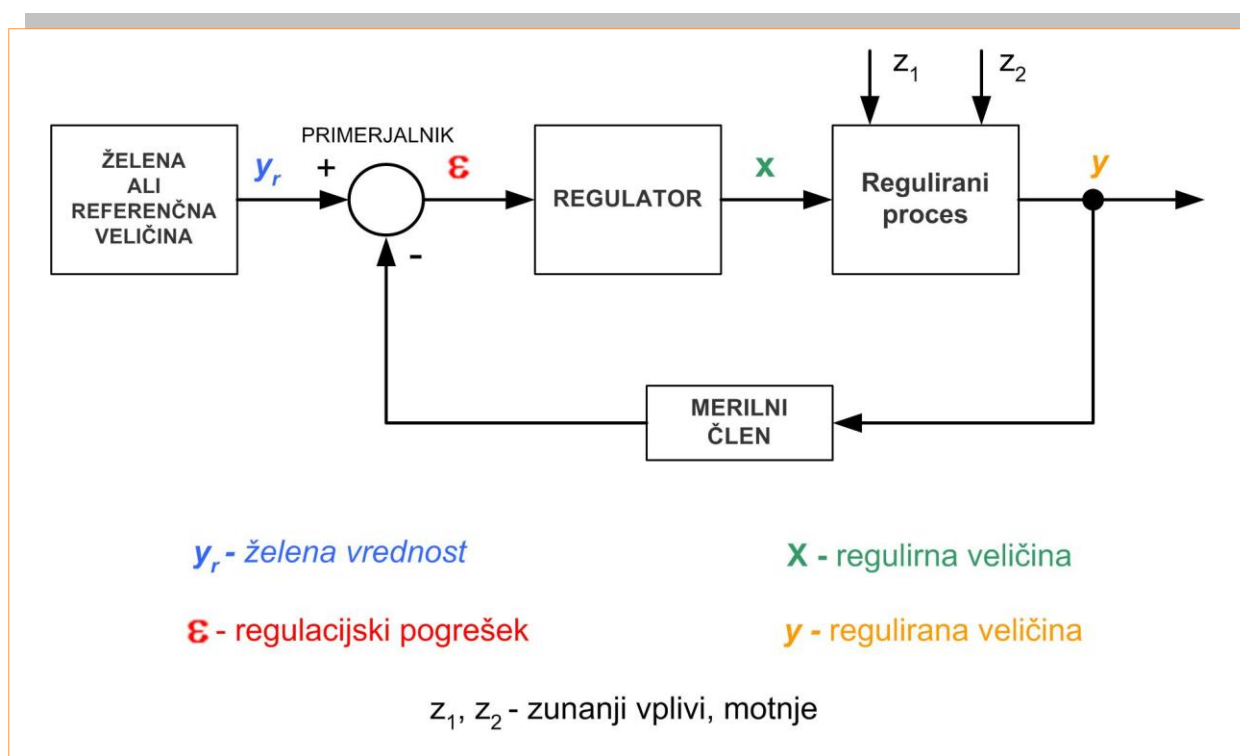 z₁ z₂
PRIMERJALNIK
ŽELENA
ALI
REFERENČNA
VELIČINA
yᵣ
+
ε
REGULATOR
x
Regulirani
proces
y
-
MERILNI
ČLEN
yᵣ - želena vrednost
X - regulirna veličina
ε - regulacijski pogrešek
y - regulirana veličina
z₁, z₂ - zunanji vplivi, motnje